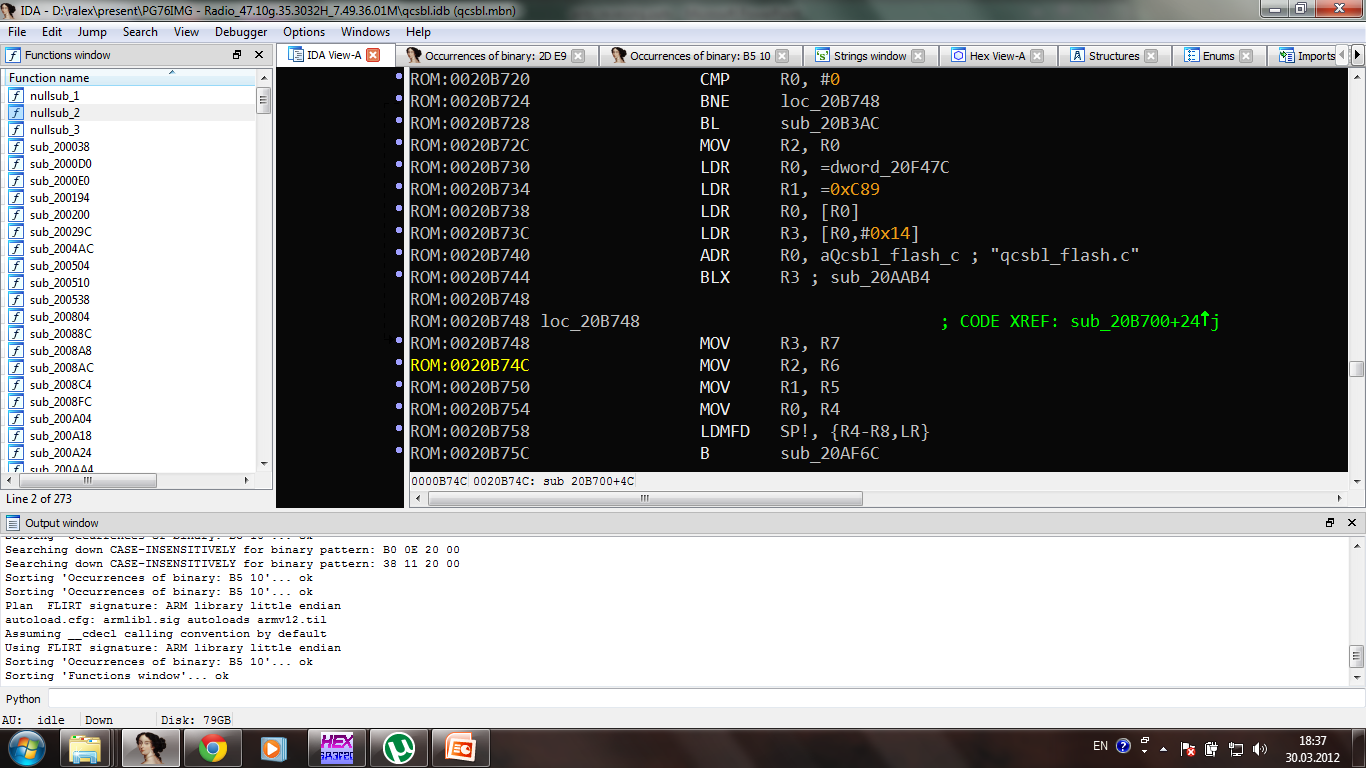 IDA - D:\ralex\present\PG76IMG - Radio_47.10g.35.3032H_7.49.36.01M\qcsbl.idb (qcsbl.mbn)
File Edit Jump Search View Debugger Options Windows Help
Functions window
IDA View-A Occurrences of binary: 2D E9 Occurrences of binary: B5 10 Strings window Hex View-A Structures Enums Imports
Function name
nullsub_1
nullsub_2
nullsub_3
sub_200038
sub_2000D0
sub_2000E0
sub_200194
sub_200200
sub_20029C
sub_2004AC
sub_200504
sub_200510
sub_200538
sub_200804
sub_20088C
sub_2008A8
sub_2008AC
sub_2008C4
sub_2008FC
sub_200A04
sub_200A18
sub_200A24
sub_200AA4
Line 2 of 273
ROM:0020B720 CMP R0, #0
ROM:0020B724 BNE loc_20B748
ROM:0020B728 BL sub_20B3AC
ROM:0020B72C MOV R2, R0
ROM:0020B730 LDR R0, =dword_20F47C
ROM:0020B734 LDR R1, =0xC89
ROM:0020B738 LDR R0, [R0]
ROM:0020B73C LDR R3, [R0,#0x14]
ROM:0020B740 ADR R0, aQcsbl_flash_c ; "qcsbl_flash.c"
ROM:0020B744 BLX R3 ; sub_20AAB4
ROM:0020B748
ROM:0020B748 loc_20B748 ; CODE XREF: sub_20B700+24↑j
ROM:0020B748 MOV R3, R7
ROM:0020B74C MOV R2, R6
ROM:0020B750 MOV R1, R5
ROM:0020B754 MOV R0, R4
ROM:0020B758 LDMFD SP!, {R4-R8,LR}
ROM:0020B75C B sub_20AF6C
0000B74C 0020B74C: sub_20B700+4C
Output window
Sorting 'Occurrences of binary: B5 10'... ok
Searching down CASE-INSENSITIVELY for binary pattern: B0 0E 20 00
Searching down CASE-INSENSITIVELY for binary pattern: 38 11 20 00
Sorting 'Occurrences of binary: B5 10'... ok
Sorting 'Occurrences of binary: B5 10'... ok
Plan FLIRT signature: ARM library little endian
autoload.cfg: armlibl.sig autoloads armv12.til
Assuming __cdecl calling convention by default
Using FLIRT signature: ARM library little endian
Sorting 'Occurrences of binary: B5 10'... ok
Sorting 'Functions window'... ok
Python
AU: idle Down Disk: 79GB
HEX
EN
18:37
30.03.2012